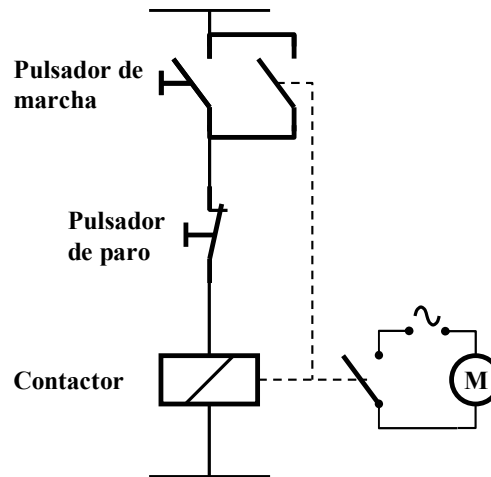 Pulsador de
marcha
Pulsador
de paro
Contactor
M